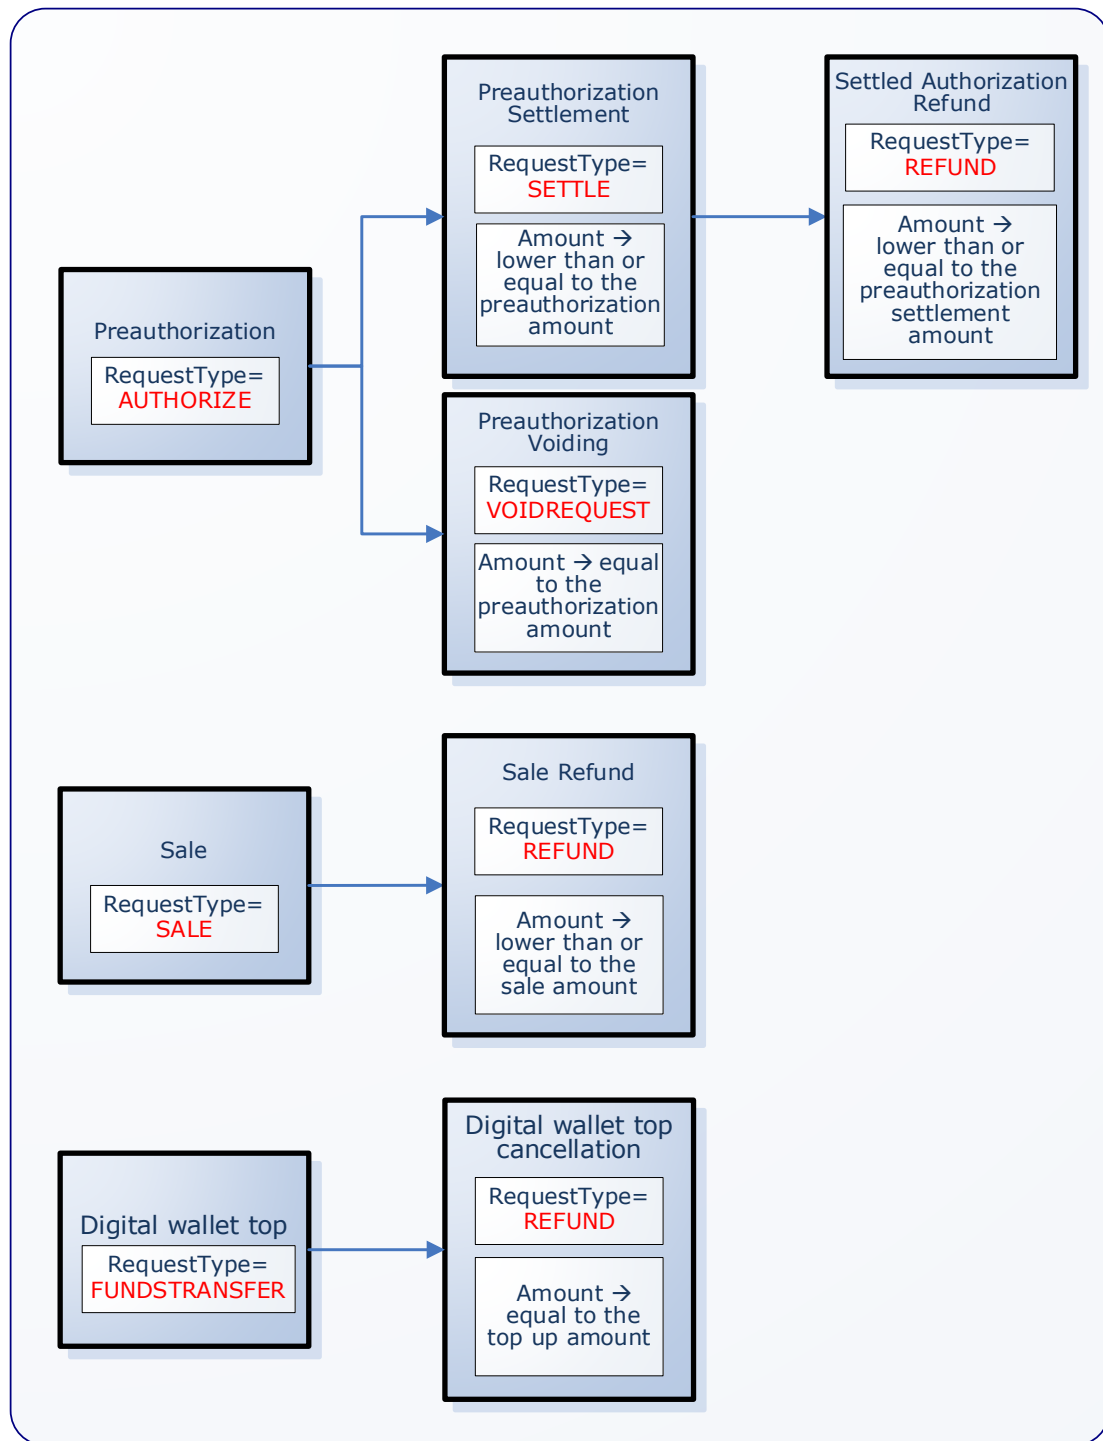 Preauthorization
RequestType=
AUTHORIZE
Preauthorization
Settlement
RequestType=
SETTLE
Amount →
lower than or
equal to the
preauthorization
amount
Settled Authorization
Refund
RequestType=
REFUND
Amount →
lower than or
equal to the
preauthorization
settlement
amount
Preauthorization
Voiding
RequestType=
VOIDREQUEST
Amount → equal
to the
preauthorization
amount
Sale
RequestType=
SALE
Sale Refund
RequestType=
REFUND
Amount →
lower than or
equal to the
sale amount
Digital wallet top
RequestType=
FUNDSTRANSFER
Digital wallet top
cancellation
RequestType=
REFUND
Amount →
equal to the
top up amount